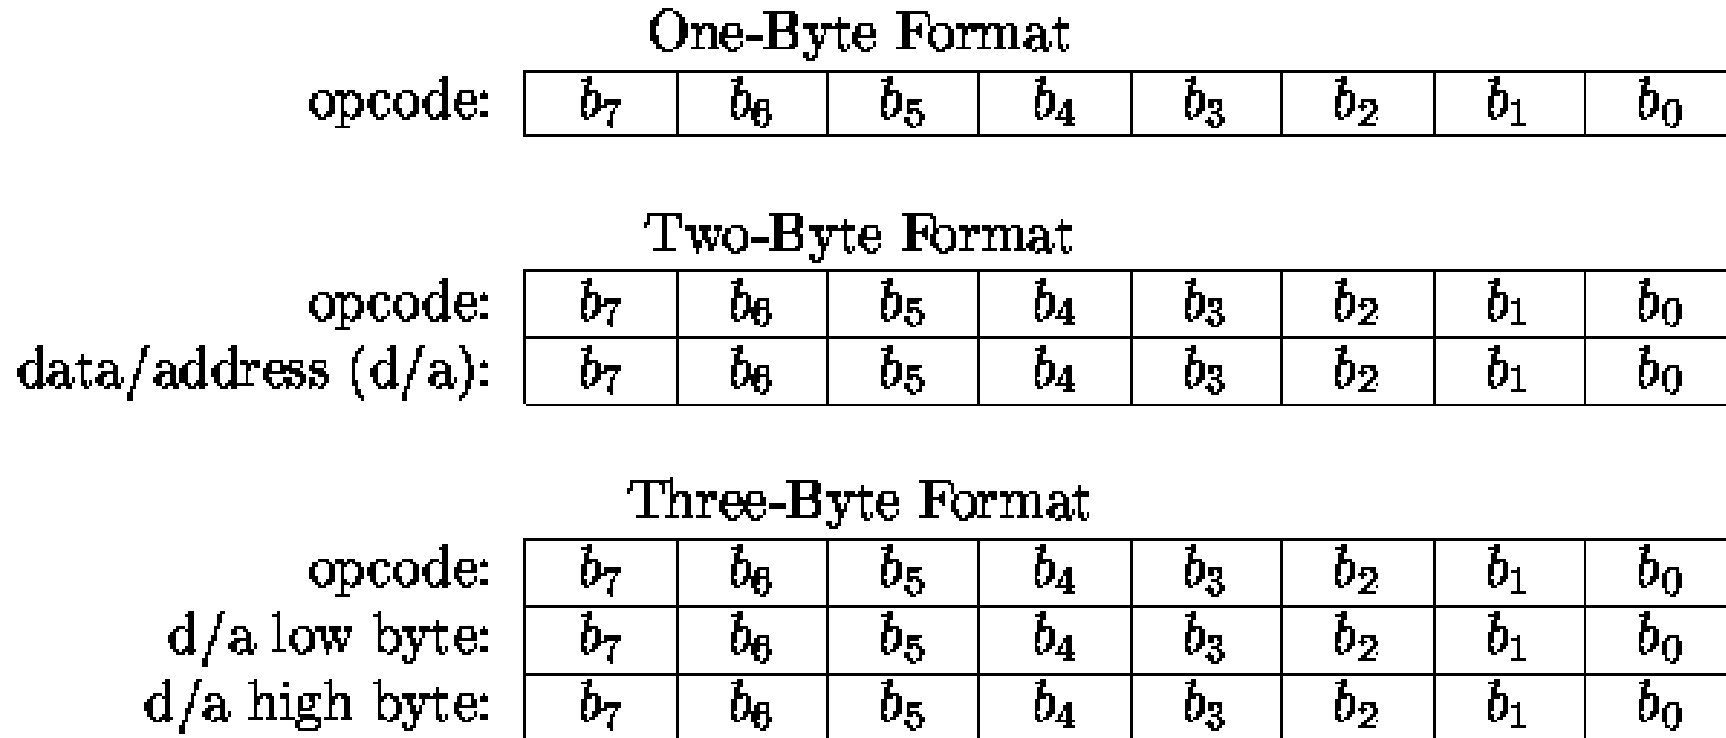 One-Byte Format
opcode: b₇ b₆ b₅ b₄ b₃ b₂ b₁ b₀
Two-Byte Format
opcode: b₇ b₆ b₅ b₄ b₃ b₂ b₁ b₀
data/address (d/a): b₇ b₆ b₅ b₄ b₃ b₂ b₁ b₀
Three-Byte Format
opcode: b₇ b₆ b₅ b₄ b₃ b₂ b₁ b₀
d/a low byte: b₇ b₆ b₅ b₄ b₃ b₂ b₁ b₀
d/a high byte: b₇ b₆ b₅ b₄ b₃ b₂ b₁ b₀